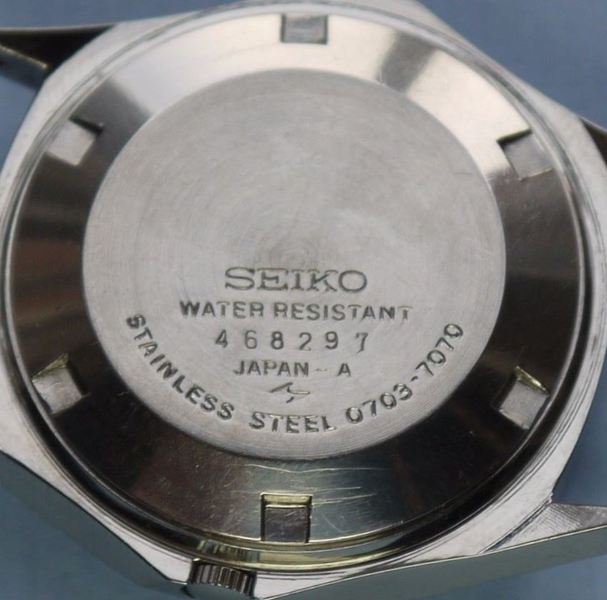 SEIKO
WATER RESISTANT
468297
JAPAN-A
STAINLESS STEEL 0703-7070